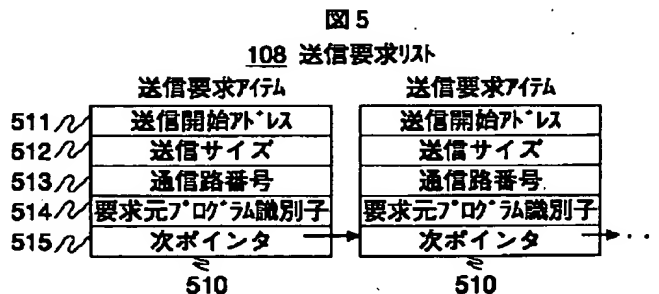 図5
108 送信要求リスト
送信要求アイテム 送信要求アイテム
511 送信開始アドレス 送信開始アドレス
512 送信サイズ 送信サイズ
513 通信路番号 通信路番号
514 要求元プログラム識別子 要求元プログラム識別子
515 次ポインタ 次ポインタ ・・
510 510